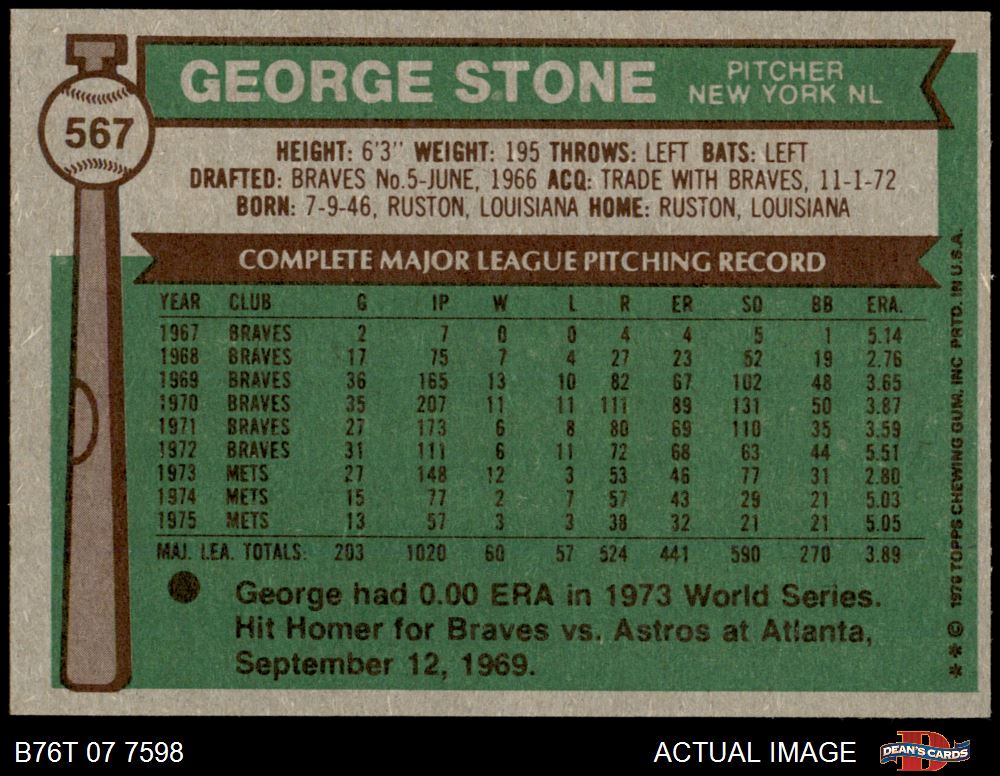 567
GEORGE STONE
PITCHER
NEW YORK NL
HEIGHT: 6'3" WEIGHT: 195 THROWS: LEFT BATS: LEFT
DRAFTED: BRAVES No.5-JUNE, 1966 ACQ: TRADE WITH BRAVES, 11-1-72
BORN: 7-9-46, RUSTON, LOUISIANA HOME: RUSTON, LOUISIANA
COMPLETE MAJOR LEAGUE PITCHING RECORD
YEAR CLUB G IP W L R ER SO BB ERA.
1967 BRAVES 2 7 0 0 4 4 5 1 5.14
1968 BRAVES 17 75 7 4 27 23 52 19 2.76
1969 BRAVES 36 165 13 10 82 67 102 48 3.65
1970 BRAVES 35 207 11 11 111 89 131 50 3.87
1971 BRAVES 27 173 6 8 80 69 110 35 3.59
1972 BRAVES 31 111 6 11 72 68 63 44 5.51
1973 METS 27 148 12 3 53 46 77 31 2.80
1974 METS 15 77 2 7 57 43 29 21 5.03
1975 METS 13 57 3 3 38 32 21 21 5.05
MAJ. LEA. TOTALS: 203 1020 60 57 524 441 590 270 3.89
George had 0.00 ERA in 1973 World Series.
Hit Homer for Braves vs. Astros at Atlanta,
September 12, 1969.
** © 1976 TOPPS CHEWING GUM, INC PRTD. IN U.S.A.
B76T 07 7598
ACTUAL IMAGE
D
DEAN'S CARDS